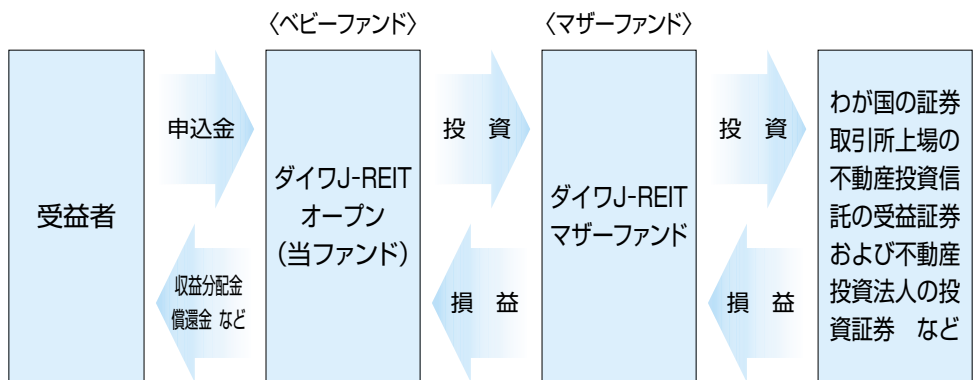 〈ベビーファンド〉
〈マザーファンド〉
受益者
申込金
収益分配金
償還金 など
ダイワJ-REIT
オープン
（当ファンド）
投 資
損 益
ダイワJ-REIT
マザーファンド
投 資
損 益
わが国の証券
取引所上場の
不動産投資信
託の受益証券
および不動産
投資法人の投
資証券 など